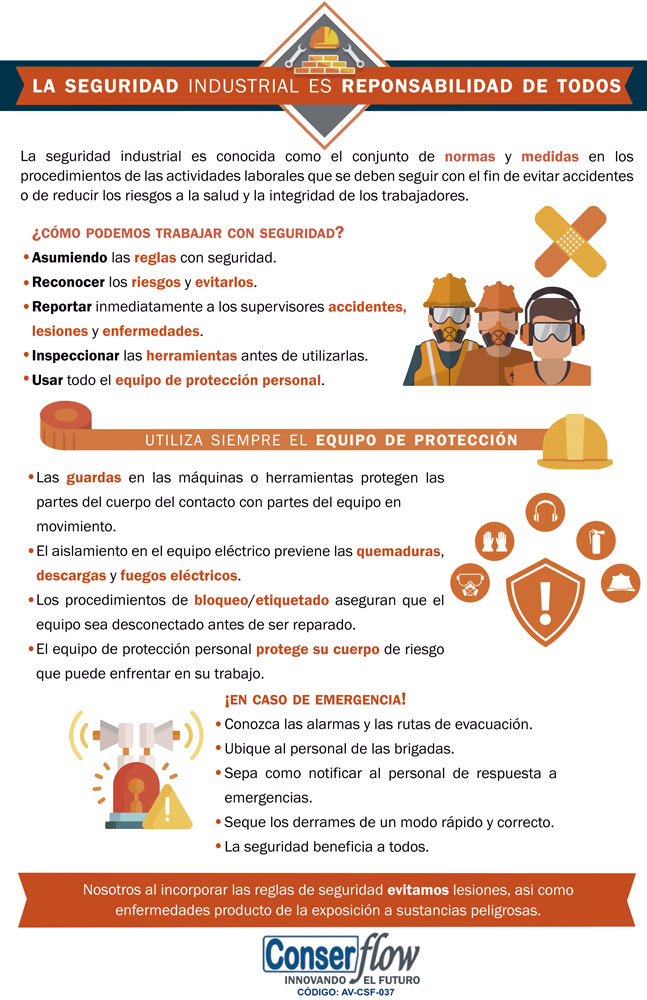 LA SEGURIDAD INDUSTRIAL ES REPONSABILIDAD DE TODOS
La seguridad industrial es conocida como el conjunto de normas y medidas en los
procedimientos de las actividades laborales que se deben seguir con el fin de evitar accidentes
o de reducir los riesgos a la salud y la integridad de los trabajadores.
¿CÓMO PODEMOS TRABAJAR CON SEGURIDAD?
•Asumiendo las reglas con seguridad.
•Reconocer los riesgos y evitarlos.
•Reportar inmediatamente a los supervisores accidentes,
lesiones y enfermedades.
•Inspeccionar las herramientas antes de utilizarlas.
•Usar todo el equipo de protección personal.
UTILIZA SIEMPRE EL EQUIPO DE PROTECCIÓN
•Las guardas en las máquinas o herramientas protegen las
partes del cuerpo del contacto con partes del equipo en
movimiento.
•El aislamiento en el equipo eléctrico previene las quemaduras,
descargas y fuegos eléctricos.
•Los procedimientos de bloqueo/etiquetado aseguran que el
equipo sea desconectado antes de ser reparado.
•El equipo de protección personal protege su cuerpo de riesgo
que puede enfrentar en su trabajo.
¡EN CASO DE EMERGENCIA!
•Conozca las alarmas y las rutas de evacuación.
•Ubique al personal de las brigadas.
•Sepa como notificar al personal de respuesta a
emergencias.
•Seque los derrames de un modo rápido y correcto.
•La seguridad beneficia a todos.
Nosotros al incorporar las reglas de seguridad evitamos lesiones, asi como
enfermedades producto de la exposición a sustancias peligrosas.
Conserflow
INNOVANDO EL FUTURO
CÓDIGO: AV-CSF-037